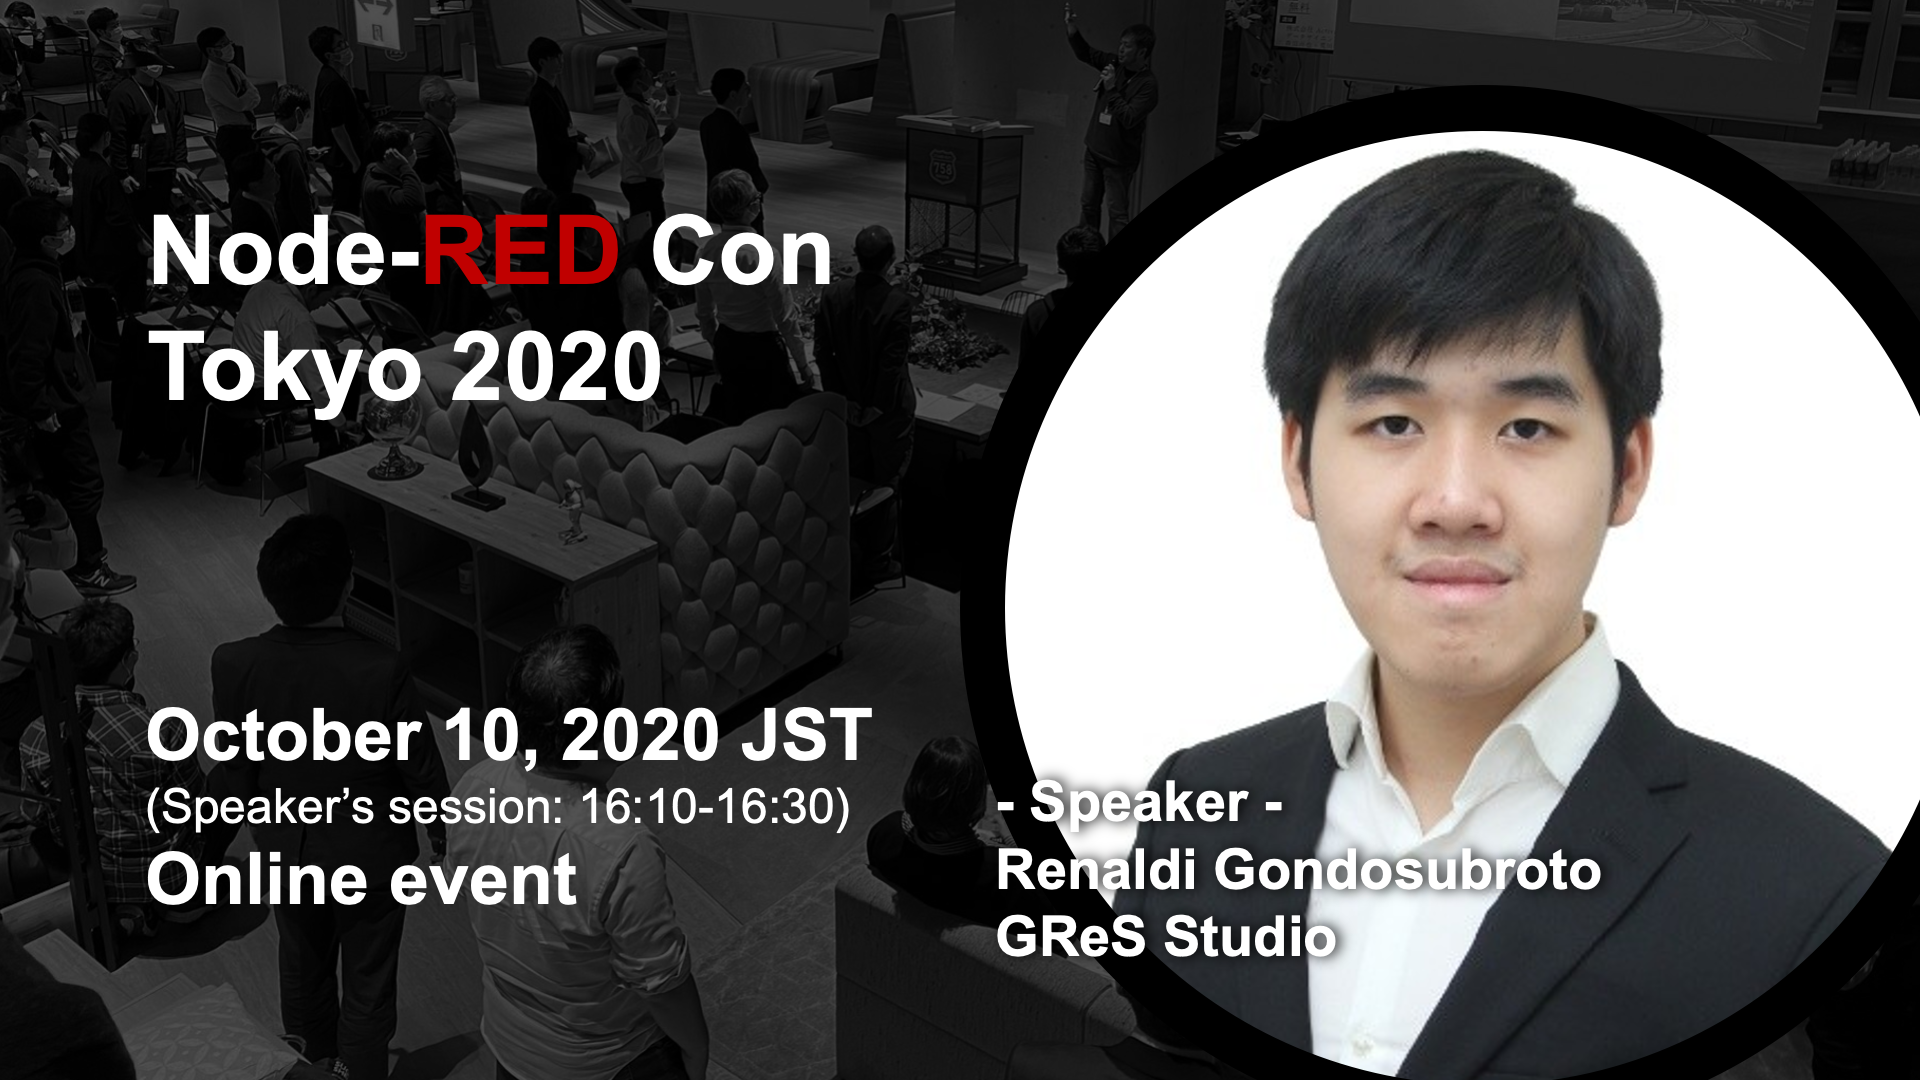 Node-RED Con
Tokyo 2020
October 10, 2020 JST
(Speaker’s session: 16:10-16:30)
Online event
- Speaker -
Renaldi Gondosubroto
GReS Studio
758